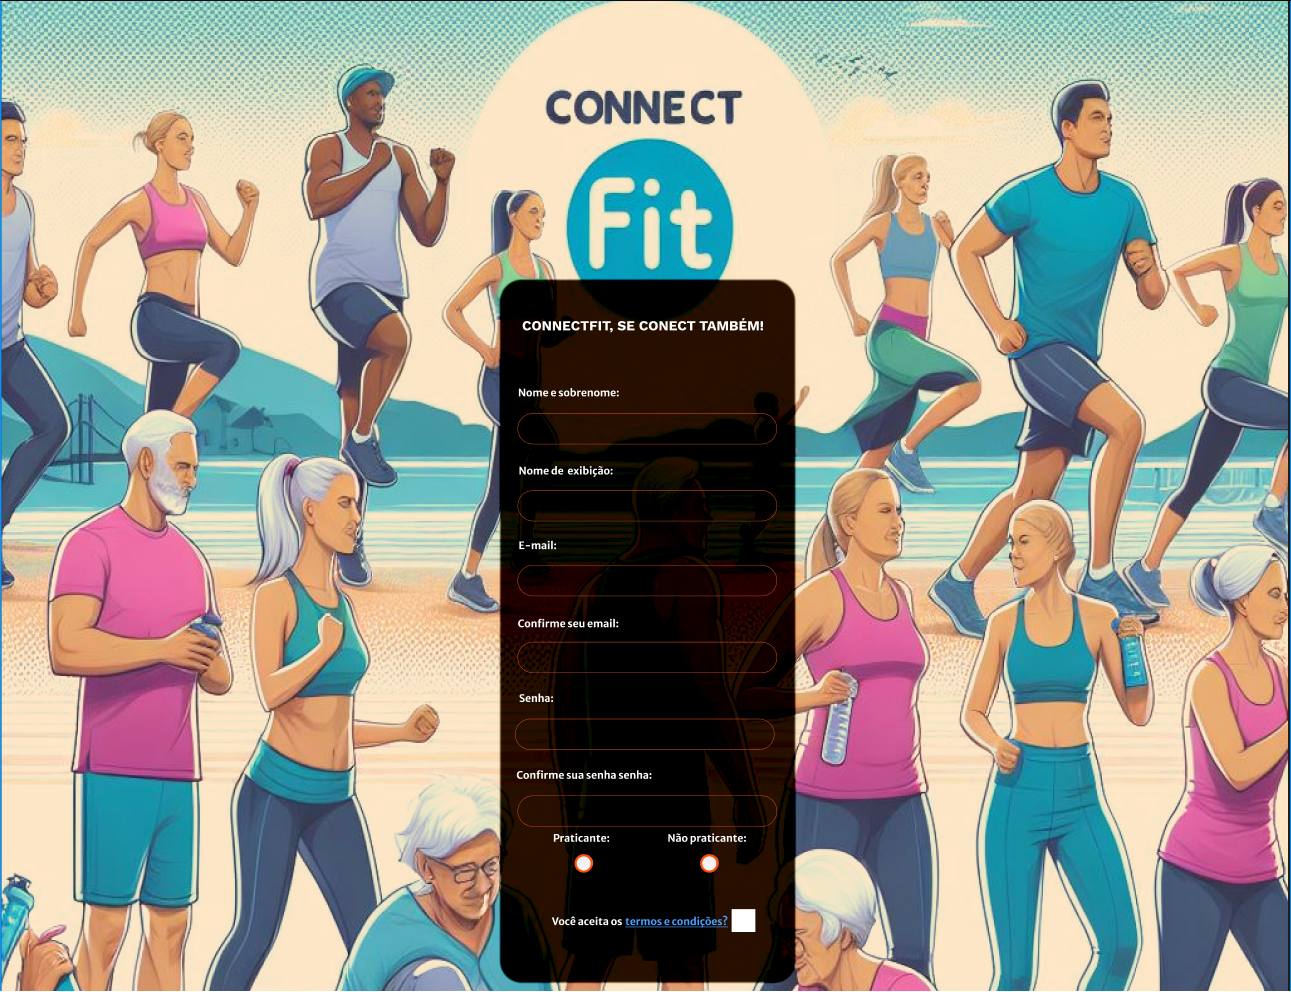 CONNECT
Fit
CONNECTFIT, SE CONECT TAMBÉM!
Nome e sobrenome:
Nome de exibição:
E-mail:
Confirme seu email:
Senha:
Confirme sua senha senha:
Praticante: Não praticante:
Você aceita os termos e condições?